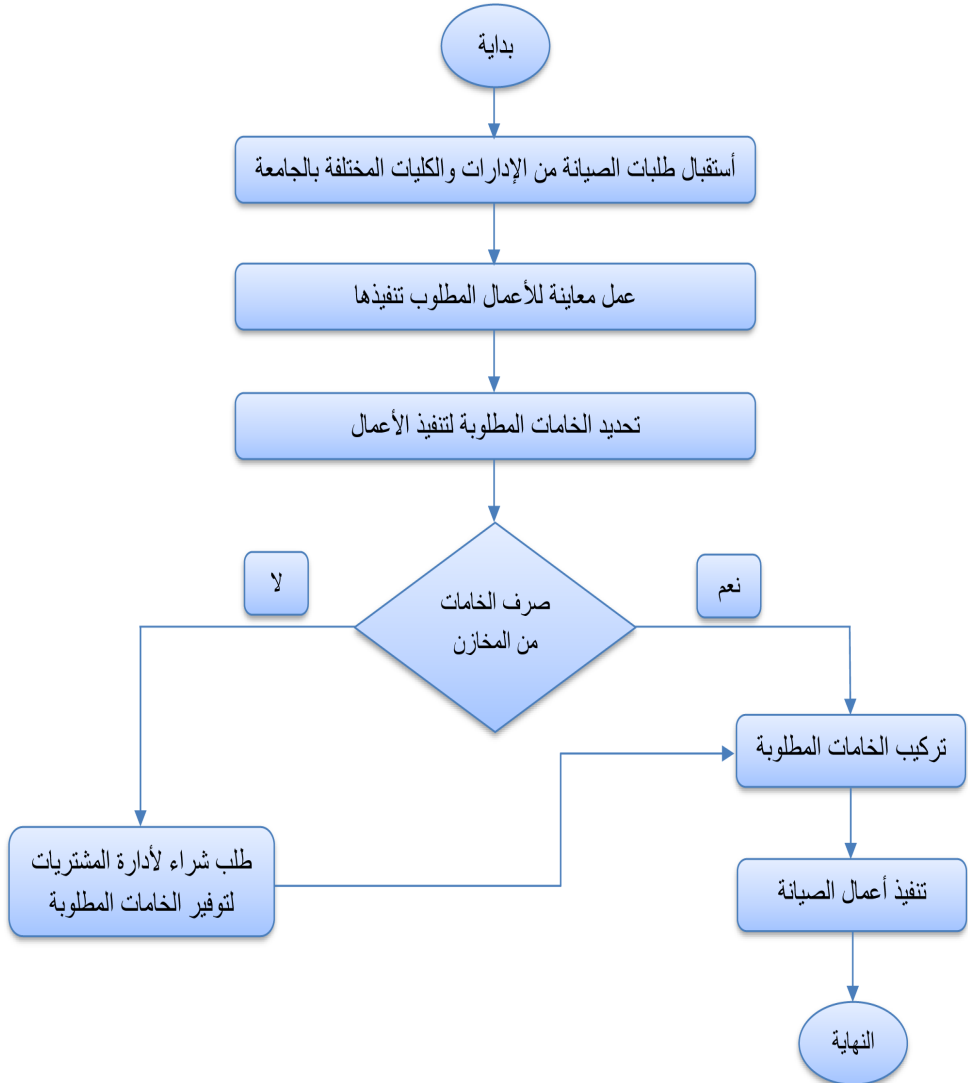 بداية
أستقبال طلبات الصيانة من الإدارات والكليات المختلفة بالجامعة
عمل معاينة للأعمال المطلوب تنفيذها
تحديد الخامات المطلوبة لتنفيذ الأعمال
صرف الخامات
من المخازن
نعم
لا
تركيب الخامات المطلوبة
طلب شراء لأدارة المشتريات
لتوفير الخامات المطلوبة
تنفيذ أعمال الصيانة
النهاية